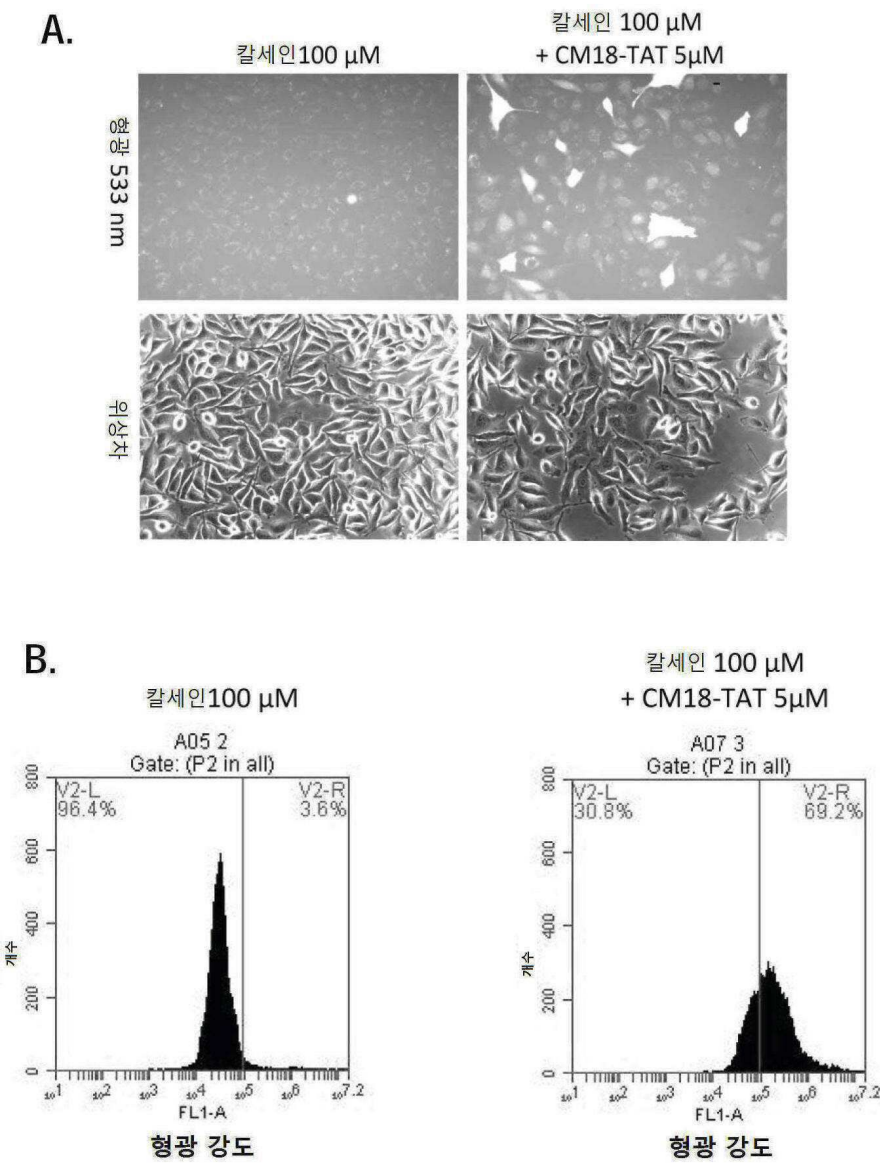 A.
칼세인100 μM
칼세인 100 μM
+ CM18-TAT 5μM
형광 533 nm
위상차
B.
칼세인100 μM
칼세인 100 μM
+ CM18-TAT 5μM
A05 2
Gate: (P2 in all)
V2-L
96.4%
V2-R
3.6%
800
600
400
200
0
개수
10^1 10^2 10^3 10^4 10^5 10^6 10^7.2
FL1-A
형광 강도
A07 3
Gate: (P2 in all)
V2-L
30.8%
V2-R
69.2%
800
600
400
200
0
개수
10^1 10^2 10^3 10^4 10^5 10^6 10^7.2
FL1-A
형광 강도